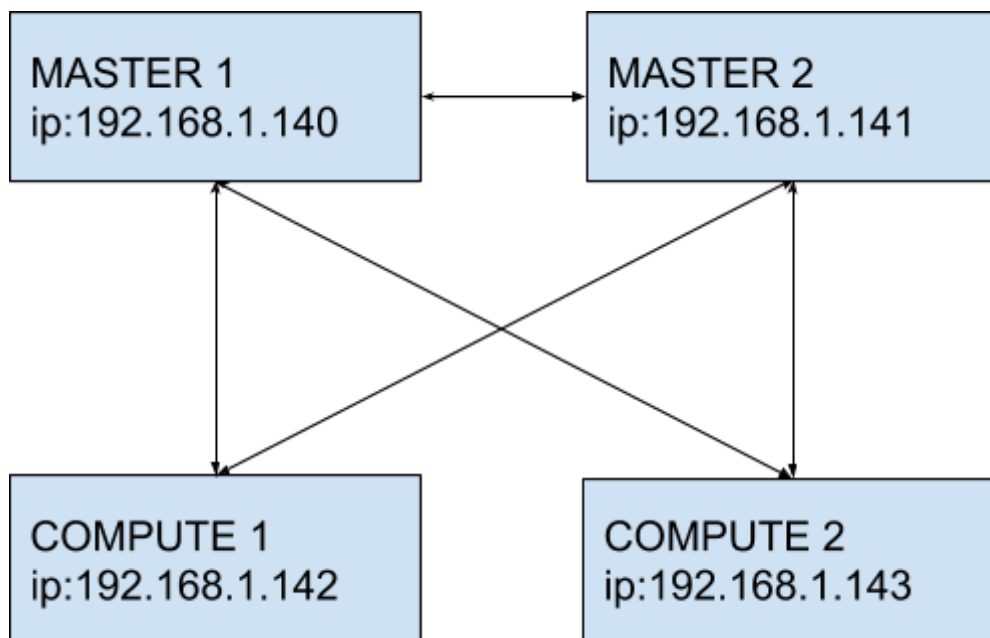 MASTER 1
ip:192.168.1.140
MASTER 2
ip:192.168.1.141
COMPUTE 1
ip:192.168.1.142
COMPUTE 2
ip:192.168.1.143